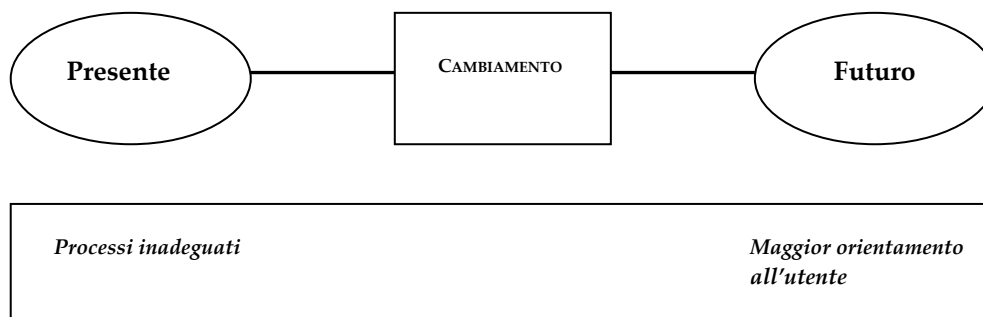 Presente
CAMBIAMENTO
Futuro
Processi inadeguati
Maggior orientamento
all'utente